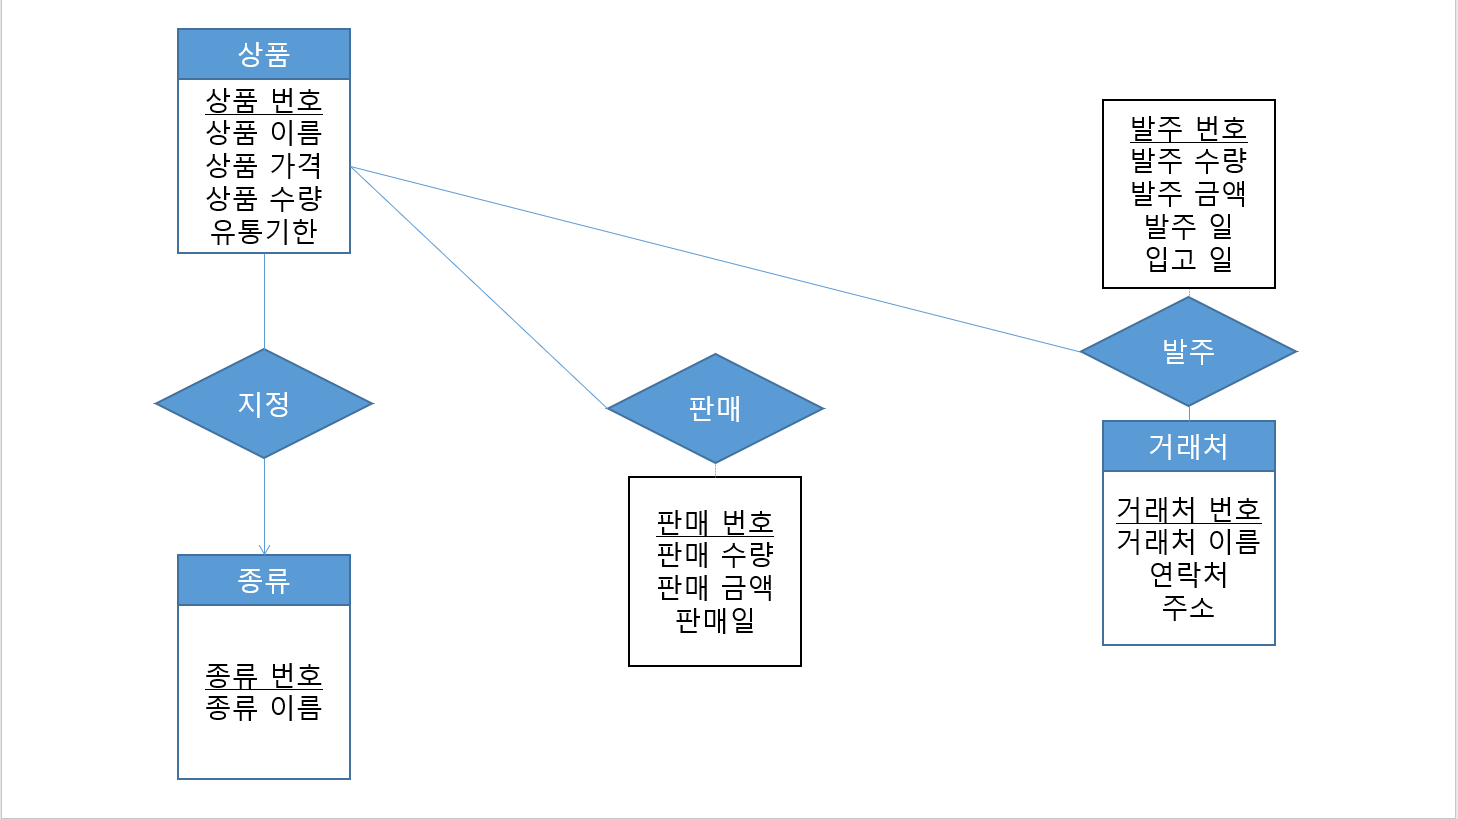 상품
상품 번호
상품 이름
상품 가격
상품 수량
유통기한
지정
종류
종류 번호
종류 이름
판매
판매 번호
판매 수량
판매 금액
판매일
발주 번호
발주 수량
발주 금액
발주 일
입고 일
발주
거래처
거래처 번호
거래처 이름
연락처
주소